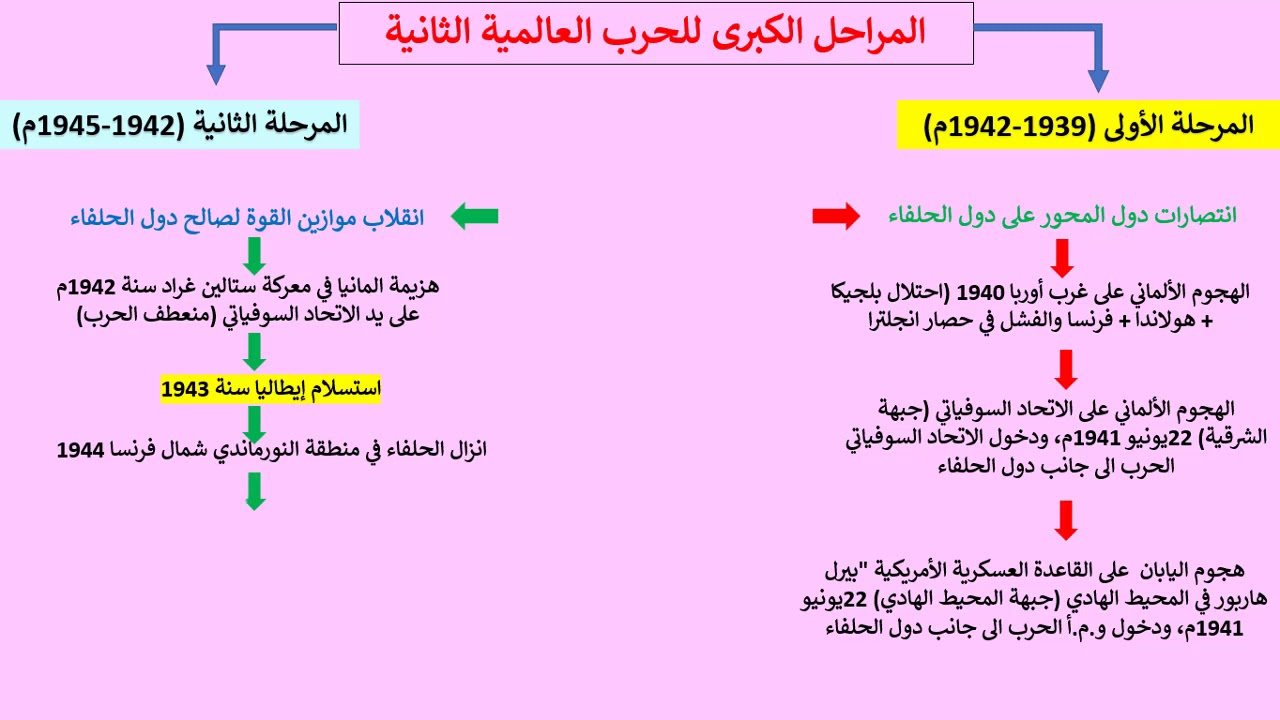 المراحل الكبرى للحرب العالمية الثانية
المرحلة الأولى (1939-1942م)
انتصارات دول المحور على دول الحلفاء
الهجوم الألماني على غرب أوربا 1940 (احتلال بلجيكا
+ هولاندا + فرنسا والفشل في حصار انجلترا
الهجوم الألماني على الاتحاد السوفياتي (جبهة
الشرقية) 22يونيو 1941م، ودخول الاتحاد السوفياتي
الحرب الى جانب دول الحلفاء
هجوم اليابان على القاعدة العسكرية الأمريكية "بيرل
هاربور في المحيط الهادي (جبهة المحيط الهادي) 22يونيو
1941م، ودخول و.م.أ الحرب الى جانب دول الحلفاء
المرحلة الثانية (1942-1945م)
انقلاب موازين القوة لصالح دول الحلفاء
هزيمة المانيا في معركة ستالين غراد سنة 1942م
على يد الاتحاد السوفياتي (منعطف الحرب)
استسلام إيطاليا سنة 1943
انزال الحلفاء في منطقة النورماندي شمال فرنسا 1944